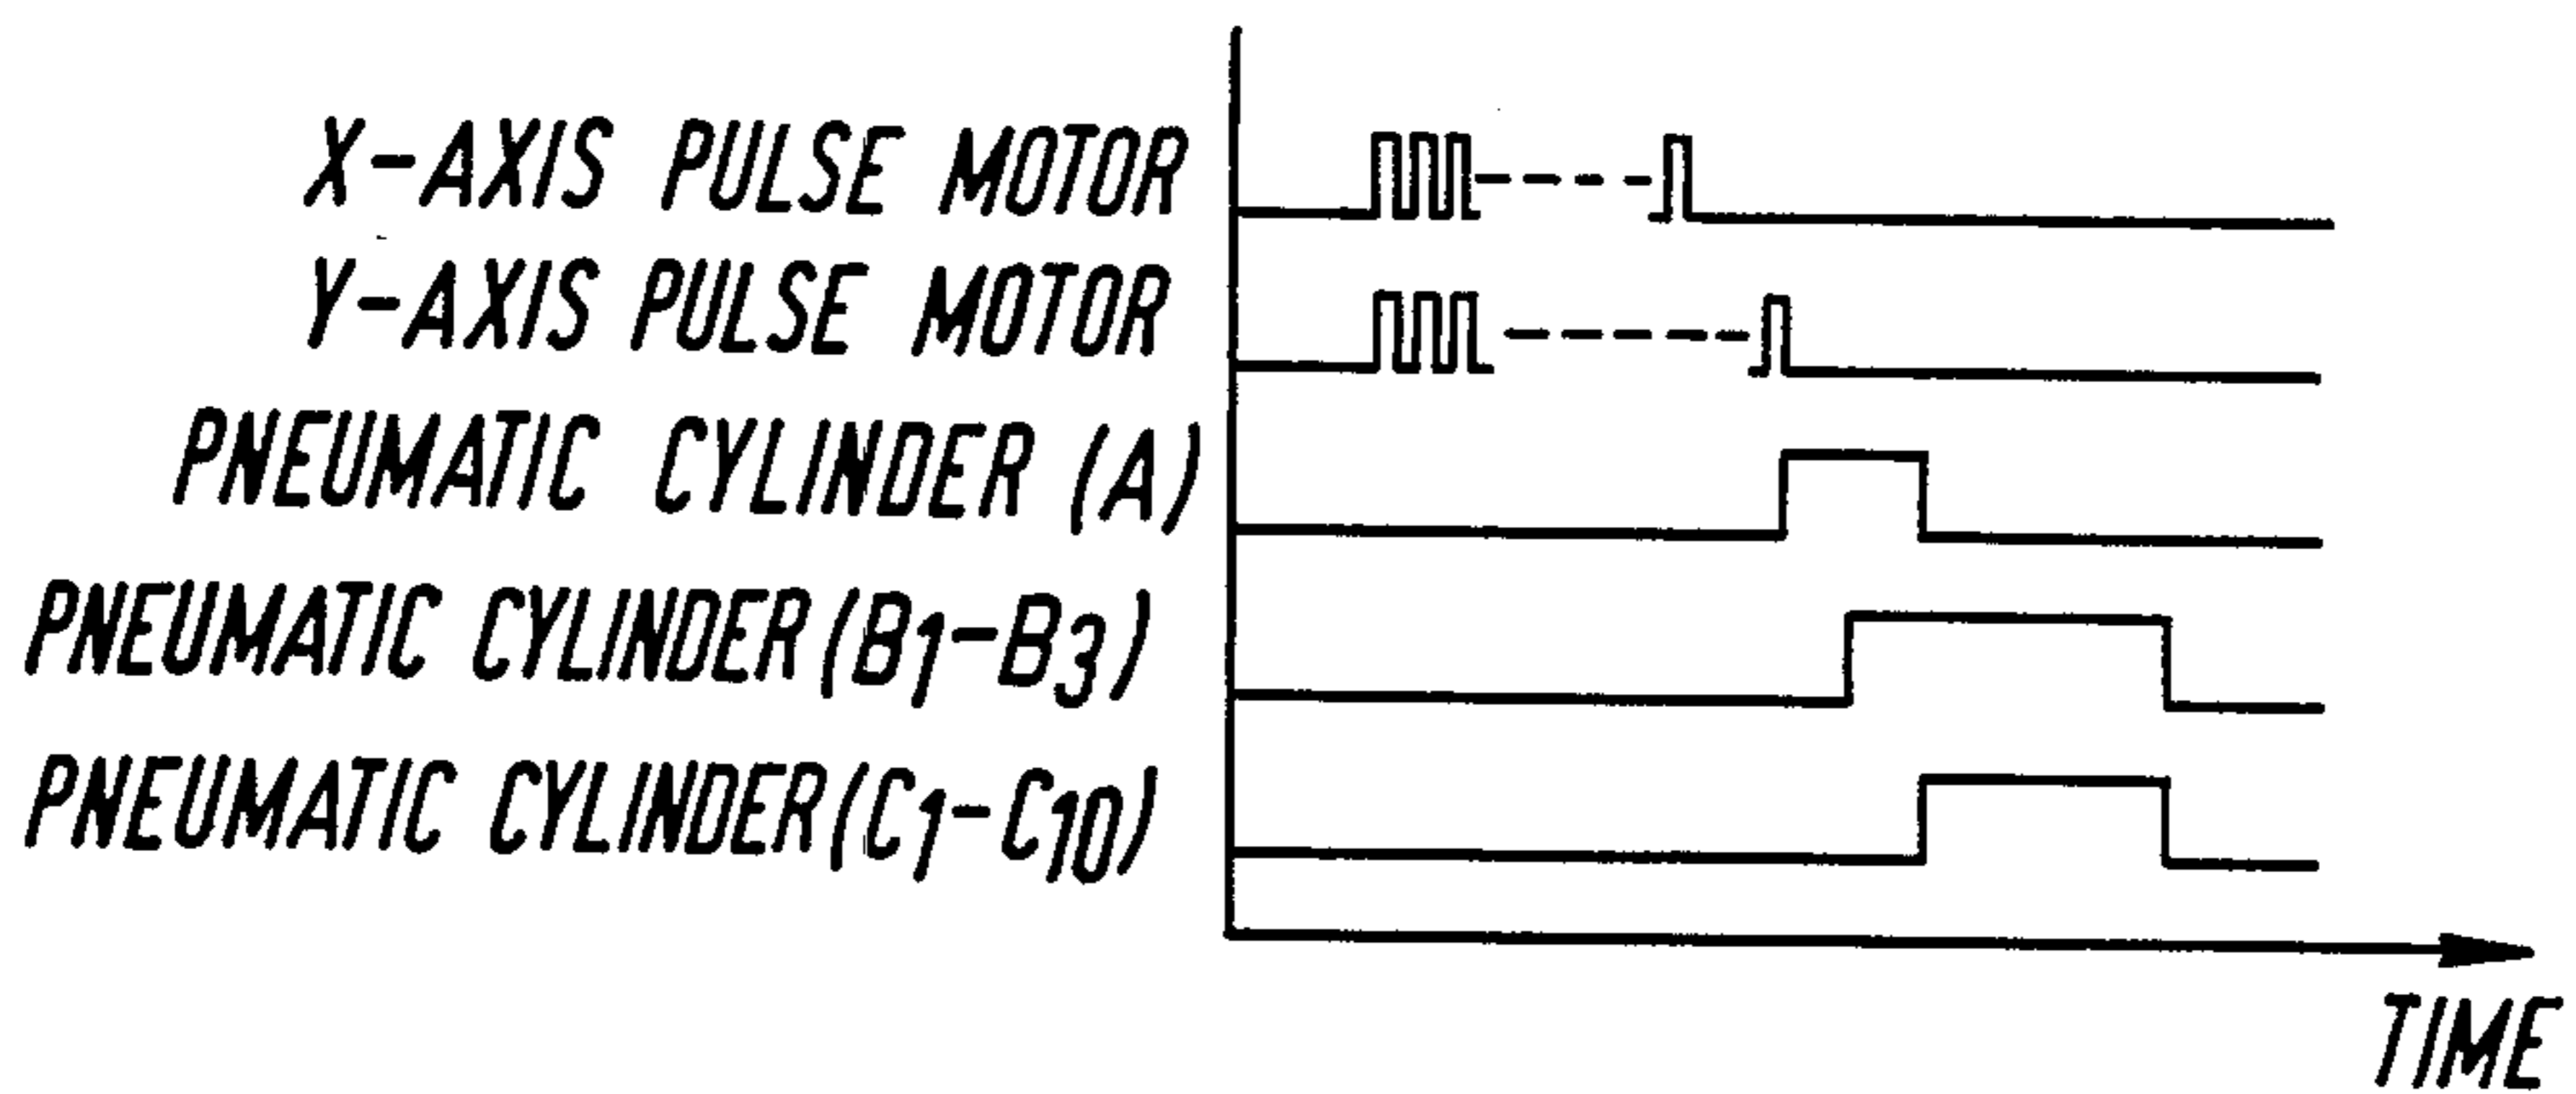 X-AXIS PULSE MOTOR
Y-AXIS PULSE MOTOR
PNEUMATIC CYLINDER (A)
PNEUMATIC CYLINDER (B1-B3)
PNEUMATIC CYLINDER (C1-C10)
TIME